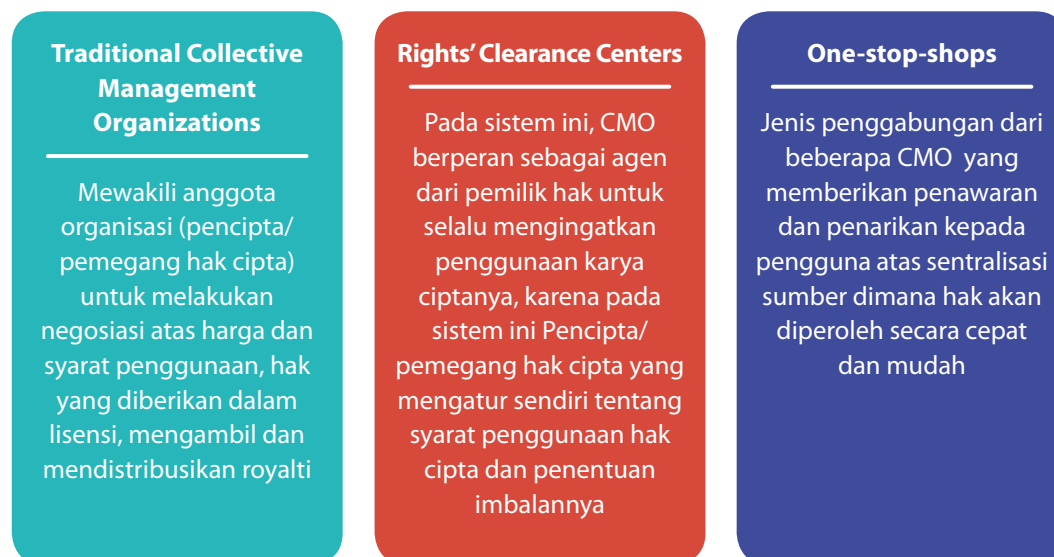 Traditional Collective
Management
Organizations
Mewakili anggota
organisasi (pencipta/
pemegang hak cipta)
untuk melakukan
negosiasi atas harga dan
syarat penggunaan, hak
yang diberikan dalam
lisensi, mengambil dan
mendistribusikan royalti
Rights’ Clearance Centers
Pada sistem ini, CMO
berperan sebagai agen
dari pemilik hak untuk
selalu mengingatkan
penggunaan karya
ciptanya, karena pada
sistem ini Pencipta/
pemegang hak cipta yang
mengatur sendiri tentang
syarat penggunaan hak
cipta dan penentuan
imbalannya
One-stop-shops
Jenis penggabungan dari
beberapa CMO yang
memberikan penawaran
dan penarikan kepada
pengguna atas sentralisasi
sumber dimana hak akan
diperoleh secara cepat
dan mudah